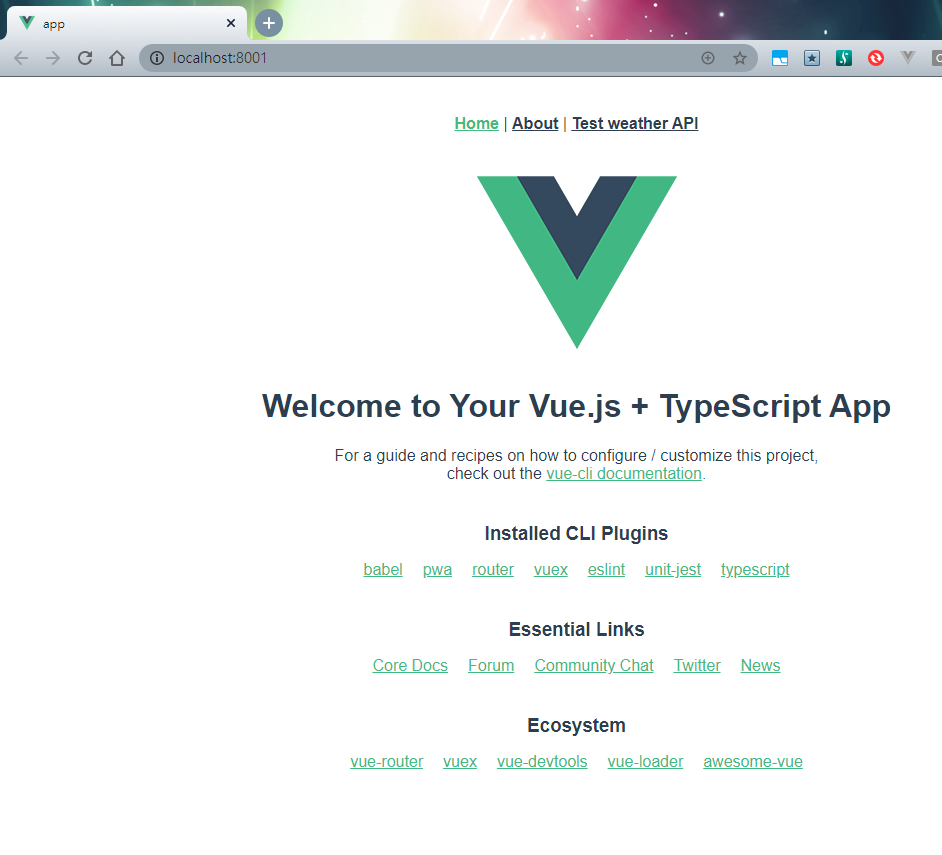 app
localhost:8001
Home | About | Test weather API
Welcome to Your Vue.js + TypeScript App
For a guide and recipes on how to configure / customize this project,
check out the vue-cli documentation.
Installed CLI Plugins
babel pwa router vuex eslint unit-jest typescript
Essential Links
Core Docs Forum Community Chat Twitter News
Ecosystem
vue-router vuex vue-devtools vue-loader awesome-vue